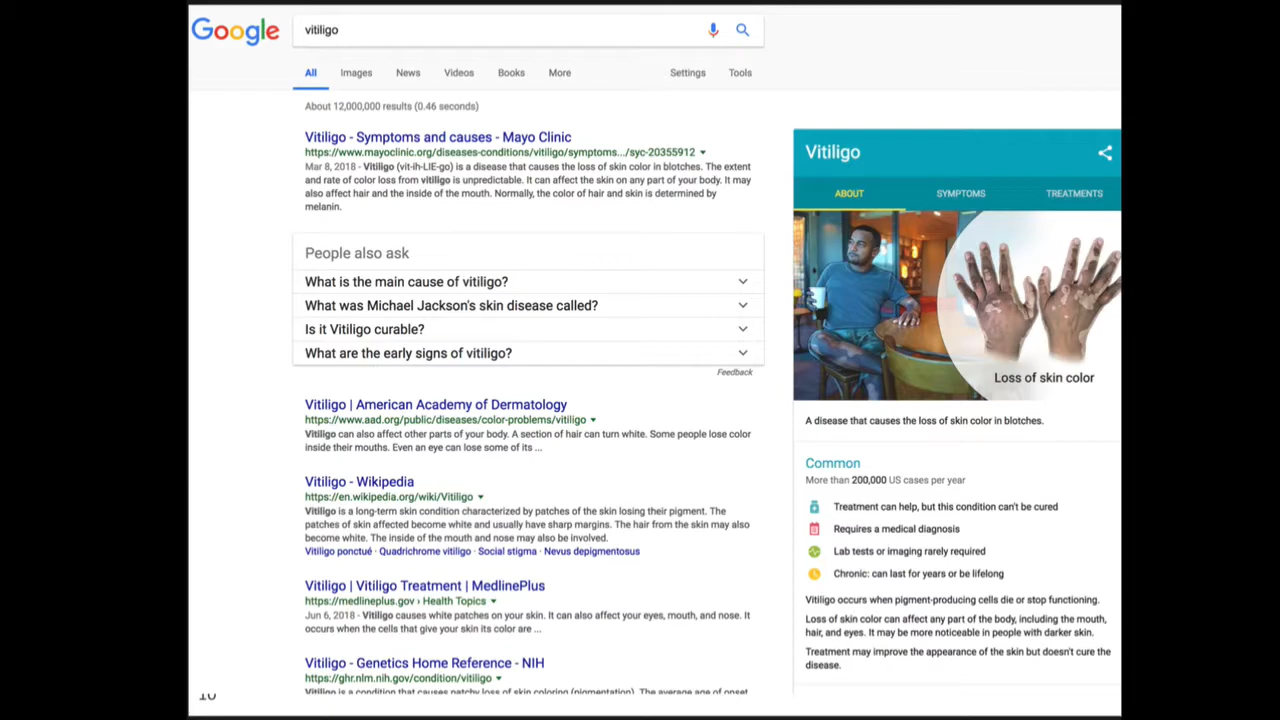 Google
vitiligo
All Images News Videos Books More Settings Tools
About 12,000,000 results (0.46 seconds)
Vitiligo - Symptoms and causes - Mayo Clinic
https://www.mayoclinic.org/diseases-conditions/vitiligo/symptoms.../syc-20355912
Mar 8, 2018 - Vitiligo (vit-ih-LIE-go) is a disease that causes the loss of skin color in blotches. The extent
and rate of color loss from vitiligo is unpredictable. It can affect the skin on any part of your body. It may
also affect hair and the inside of the mouth. Normally, the color of hair and skin is determined by
melanin.
People also ask
What is the main cause of vitiligo?
What was Michael Jackson's skin disease called?
Is it Vitiligo curable?
What are the early signs of vitiligo?
Feedback
Vitiligo | American Academy of Dermatology
https://www.aad.org/public/diseases/color-problems/vitiligo
Vitiligo can also affect other parts of your body. A section of hair can turn white. Some people lose color
inside their mouths. Even an eye can lose some of its ...
Vitiligo - Wikipedia
https://en.wikipedia.org/wiki/Vitiligo
Vitiligo is a long-term skin condition characterized by patches of the skin losing their pigment. The
patches of skin affected become white and usually have sharp margins. The hair from the skin may also
become white. The inside of the mouth and nose may also be involved.
Vitiligo ponctué · Quadrichrome vitiligo · Social stigma · Nevus depigmentosus
Vitiligo | Vitiligo Treatment | MedlinePlus
https://medlineplus.gov › Health Topics
Jun 6, 2018 - Vitiligo causes white patches on your skin. It can also affect your eyes, mouth, and nose. It
occurs when the cells that give your skin its color are ...
Vitiligo - Genetics Home Reference - NIH
https://ghr.nlm.nih.gov/condition/vitiligo
Vitiligo is a condition that causes patchy loss of skin coloring (pigmentation). The average age of onset
Vitiligo
ABOUT SYMPTOMS TREATMENTS
Loss of skin color
A disease that causes the loss of skin color in blotches.
Common
More than 200,000 US cases per year
Treatment can help, but this condition can't be cured
Requires a medical diagnosis
Lab tests or imaging rarely required
Chronic: can last for years or be lifelong
Vitiligo occurs when pigment-producing cells die or stop functioning.
Loss of skin color can affect any part of the body, including the mouth,
hair, and eyes. It may be more noticeable in people with darker skin.
Treatment may improve the appearance of the skin but doesn't cure the
disease.